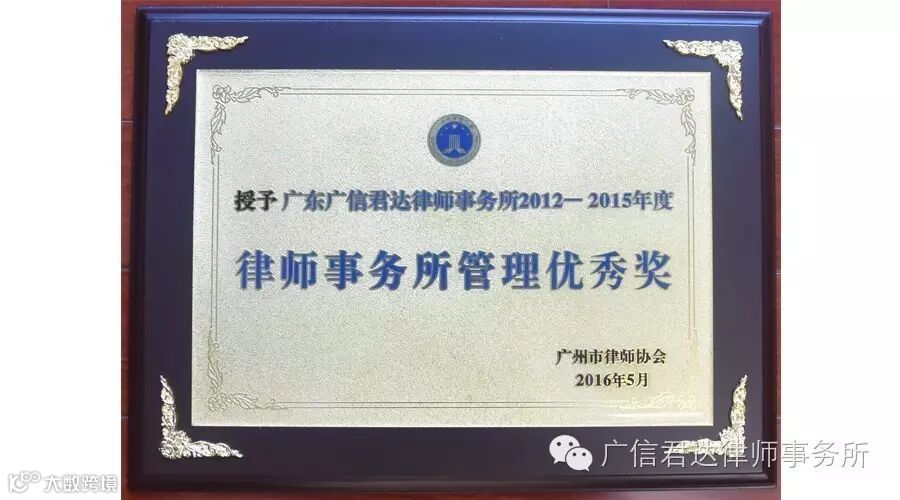 授予 广东广信君达律师事务所2012—2015年度
律师事务所管理优秀奖
广州市律师协会
2016年5月
广信君达律师事务所
大数跨境